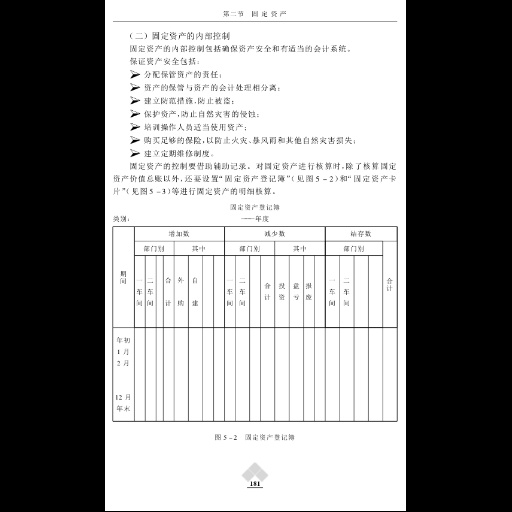 第二节 固定资产
（二）固定资产的内部控制
固定资产的内部控制包括确保资产安全和有适当的会计系统。
保证资产安全包括：
➢ 分配保管资产的责任；
➢ 资产的保管与资产的会计处理相分离；
➢ 建立防范措施，防止被盗；
➢ 保护资产，防止自然灾害的侵蚀；
➢ 培训操作人员适当使用资产；
➢ 购买足够的保险，以防止火灾、暴风雨和其他自然灾害损失；
➢ 建立定期维修制度。
固定资产的控制要借助辅助记录。对固定资产进行核算时，除了核算固定
资产价值总账以外，还要设置“固定资产登记簿”（见图5-2）和“固定资产卡
片”（见图5-3）等进行固定资产的明细核算。
固定资产登记簿
类别： ——年度
期间 增加数 减少数 结存数
部门别 其中 部门别 其中 部门别 合计
一车间 二车间 合计 外购 自建 一车间 二车间 合计 投资 盘亏 报废 一车间 二车间
年初
1月
2月
12月
年末
图5-2 固定资产登记簿
181